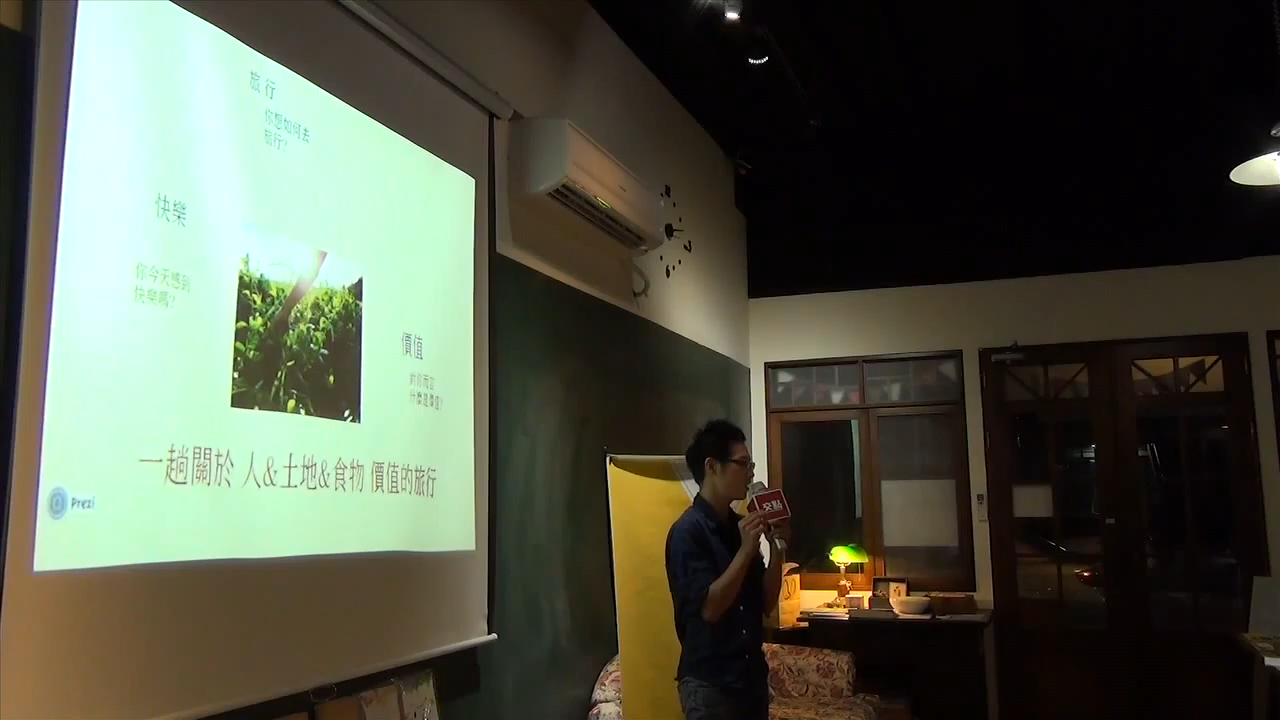 旅行
你想如何去
旅行?
快樂
你今天感到
快樂嗎?
價值
對你而言
什麼是價值?
一趟關於 人&土地&食物 價值的旅行
Prezi
交點